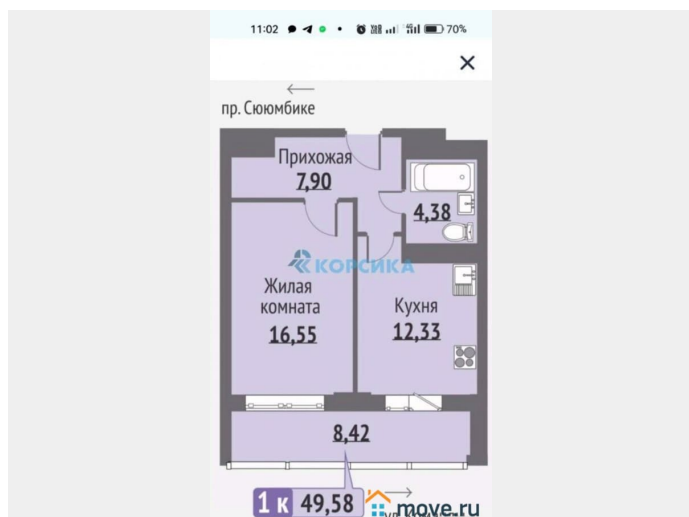 11:02
70%
пр. Сююмбике
Прихожая
7,90
4,38
КОРСИКА
Жилая
комната
16,55
Кухня
12,33
8,42
1 к 49,58
move.ru